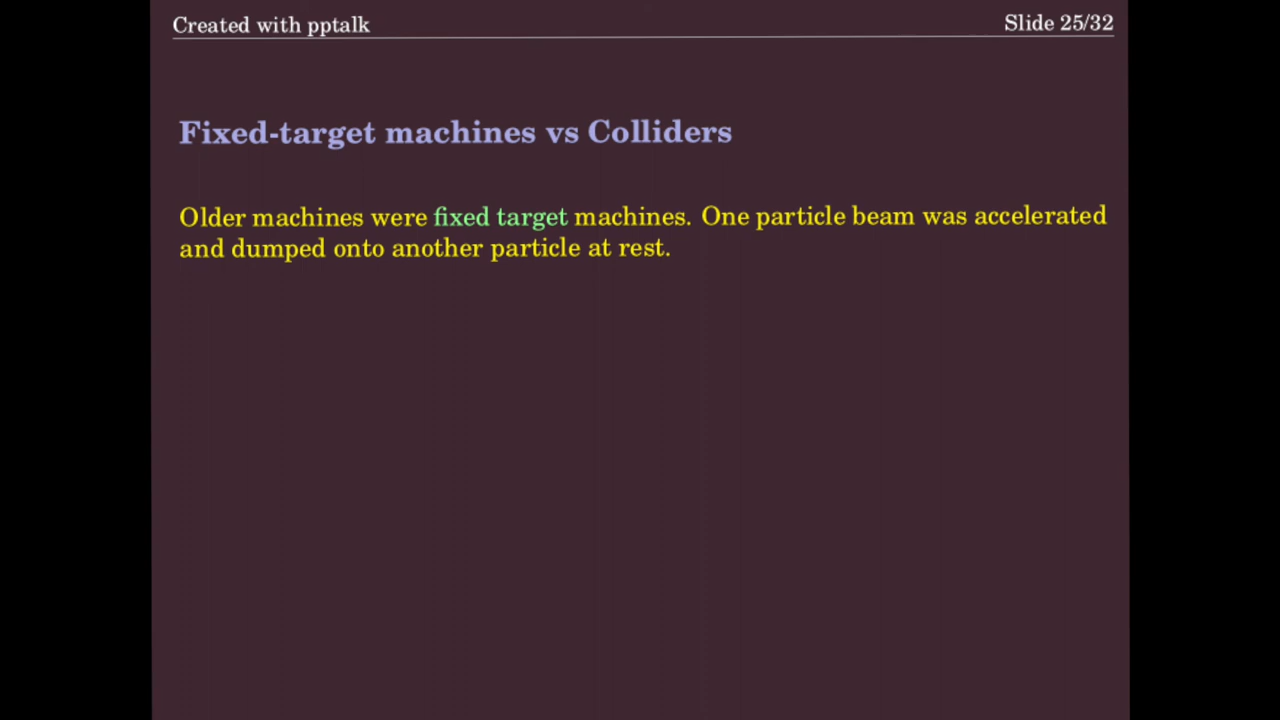 Created with pptalk
Slide 25/32
Fixed-target machines vs Colliders
Older machines were fixed target machines. One particle beam was accelerated
and dumped onto another particle at rest.